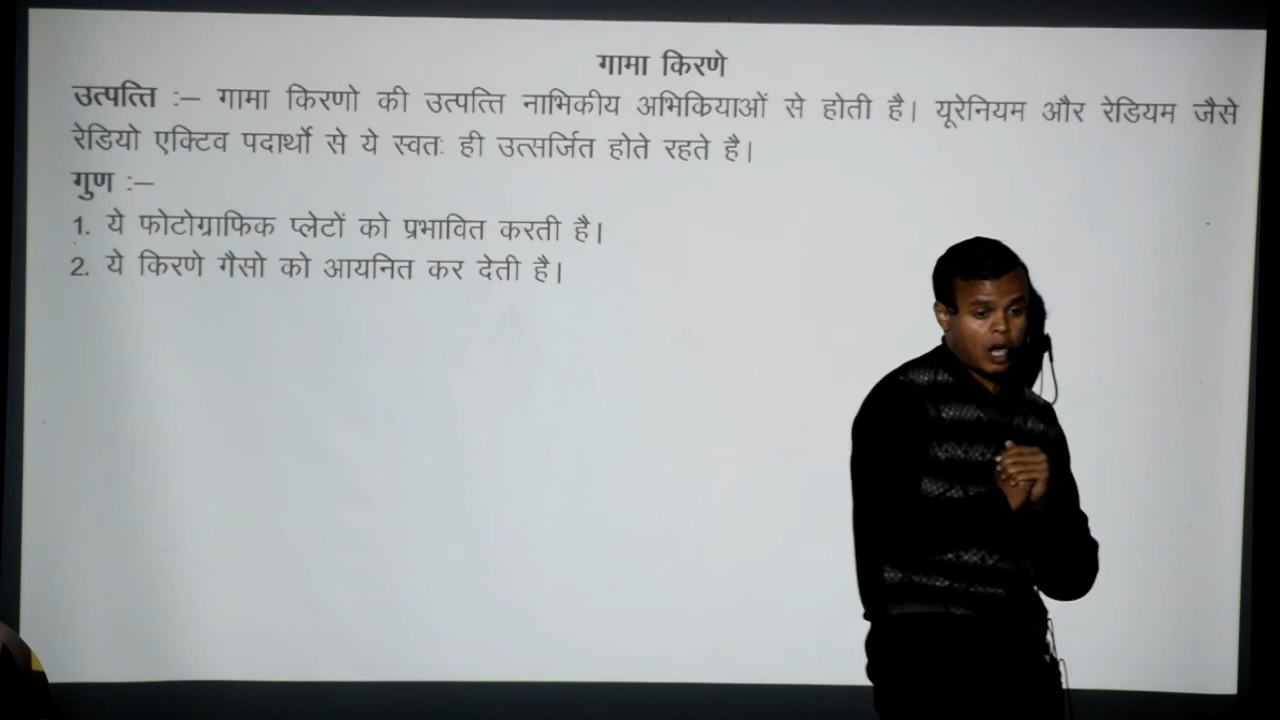 गामा किरणे
उत्पत्ति :– गामा किरणो की उत्पत्ति नाभिकीय अभिकियाओं से होती है। यूरेनियम और रेडियम जैसे
रेडियो एक्टिव पदार्थो से ये स्वतः ही उत्सर्जित होते रहते है।
गुण :–
1. ये फोटोग्राफिक प्लेटों को प्रभावित करती है।
2. ये किरणे गैसो को आयनित कर देती है।